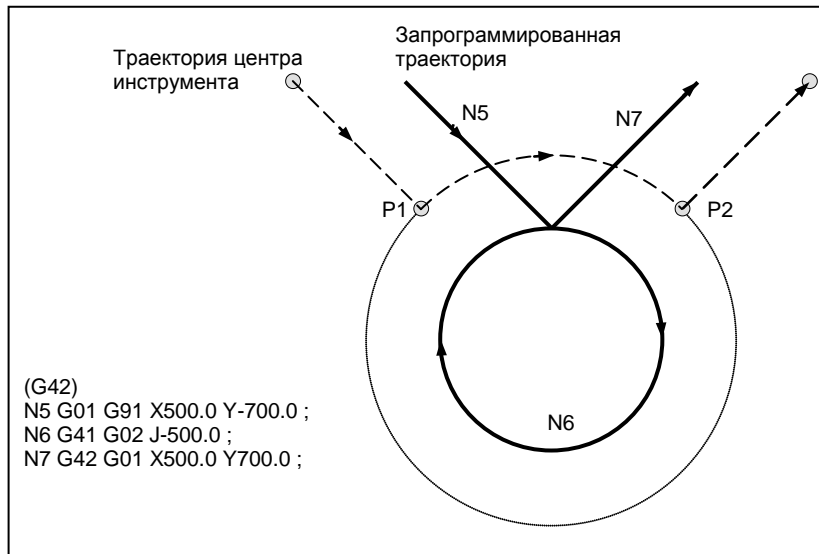 Траектория центра
инструмента
Запрограммированная
траектория
N5
N7
P1
P2
N6
(G42)
N5 G01 G91 X500.0 Y-700.0 ;
N6 G41 G02 J-500.0 ;
N7 G42 G01 X500.0 Y700.0 ;